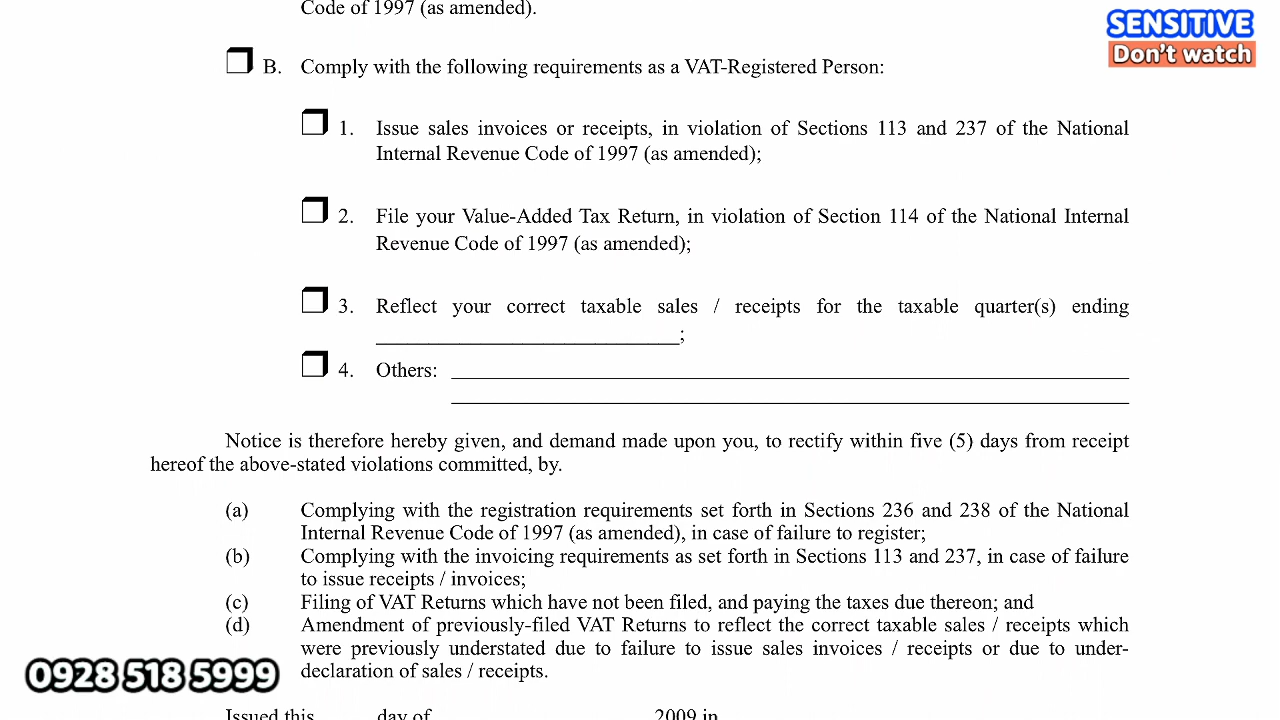 Code of 1997 (as amended).
SENSITIVE
Don't watch
B. Comply with the following requirements as a VAT-Registered Person:
1. Issue sales invoices or receipts, in violation of Sections 113 and 237 of the National
Internal Revenue Code of 1997 (as amended);
2. File your Value-Added Tax Return, in violation of Section 114 of the National Internal
Revenue Code of 1997 (as amended);
3. Reflect your correct taxable sales / receipts for the taxable quarter(s) ending
____________________________;
4. Others: ____________________________
____________________________
Notice is therefore hereby given, and demand made upon you, to rectify within five (5) days from receipt
hereof the above-stated violations committed, by.
(a) Complying with the registration requirements set forth in Sections 236 and 238 of the National
Internal Revenue Code of 1997 (as amended), in case of failure to register;
(b) Complying with the invoicing requirements as set forth in Sections 113 and 237, in case of failure
to issue receipts / invoices;
(c) Filing of VAT Returns which have not been filed, and paying the taxes due thereon; and
(d) Amendment of previously-filed VAT Returns to reflect the correct taxable sales / receipts which
were previously understated due to failure to issue sales invoices / receipts or due to under-
declaration of sales / receipts.
0928 518 5999
Issued this day of 2009 in